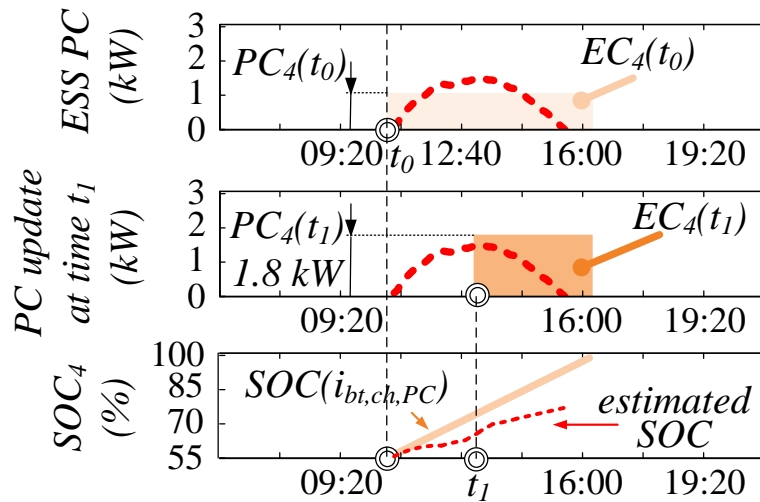 ESS PC
(kW)
3
2
1
0
PC4(t0)
EC4(t0)
09:20 t0 12:40 16:00 19:20
PC update
at time t1
(kW)
3
2
1
0
PC4(t1)
1.8 kW
EC4(t1)
09:20 16:00 19:20
SOC4
(%)
100
85
70
55
SOC(ibt,ch,PC)
estimated
SOC
09:20 t1 16:00 19:20